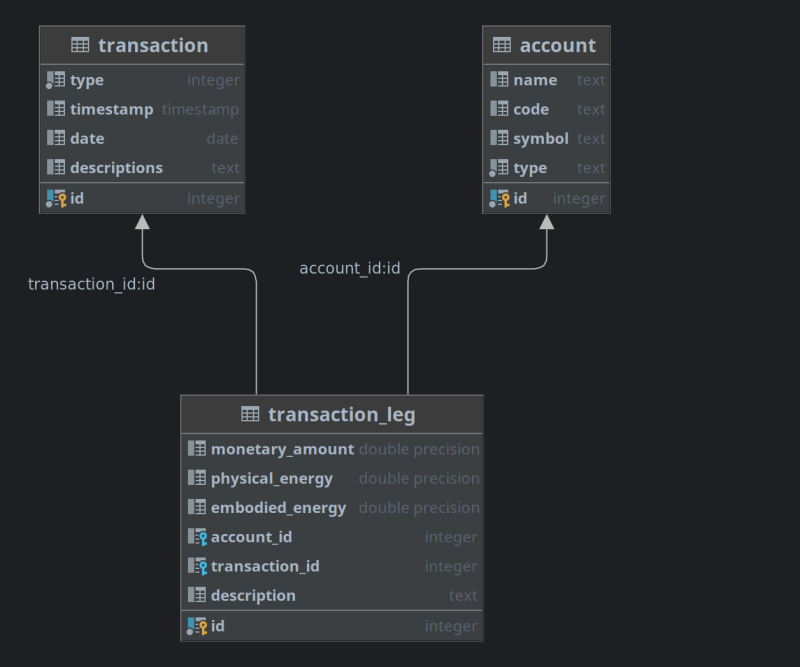 transaction
type integer
timestamp timestamp
date date
descriptions text
id integer
account
name text
code text
symbol text
type text
id integer
transaction_id:id
account_id:id
transaction_leg
monetary_amount double precision
physical_energy double precision
embodied_energy double precision
account_id integer
transaction_id integer
description text
id integer